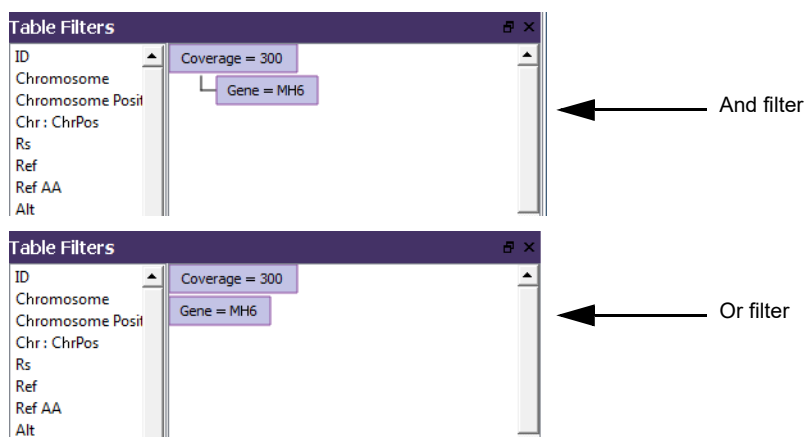 Table Filters
ID
Chromosome
Chromosome Posit
Chr : ChrPos
Rs
Ref
Ref AA
Alt
Coverage = 300
Gene = MH6
And filter
Table Filters
ID
Chromosome
Chromosome Posit
Chr : ChrPos
Rs
Ref
Ref AA
Alt
Coverage = 300
Gene = MH6
Or filter